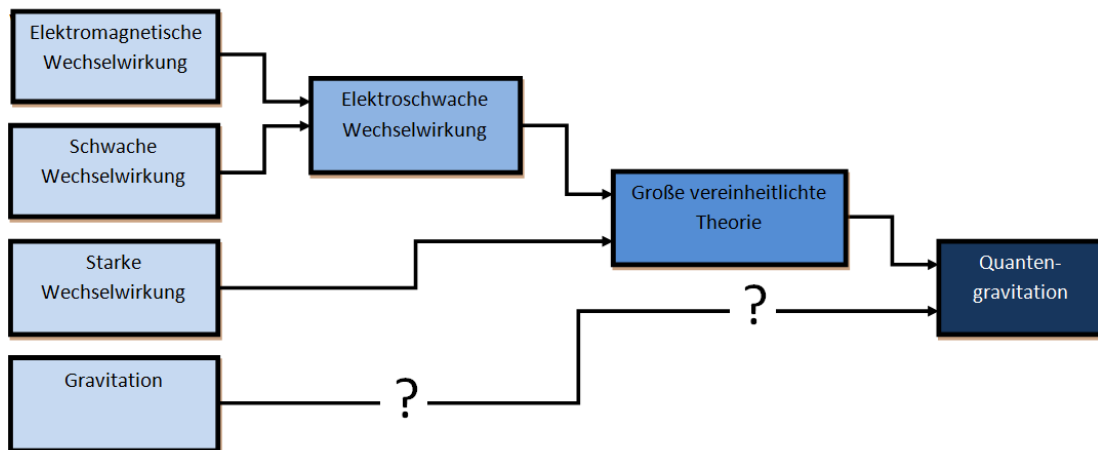 Elektromagnetische
Wechselwirkung
Schwache
Wechselwirkung
Starke
Wechselwirkung
Gravitation
Elektroschwache
Wechselwirkung
Große vereinheitlichte
Theorie
Quanten-
gravitation
?
?